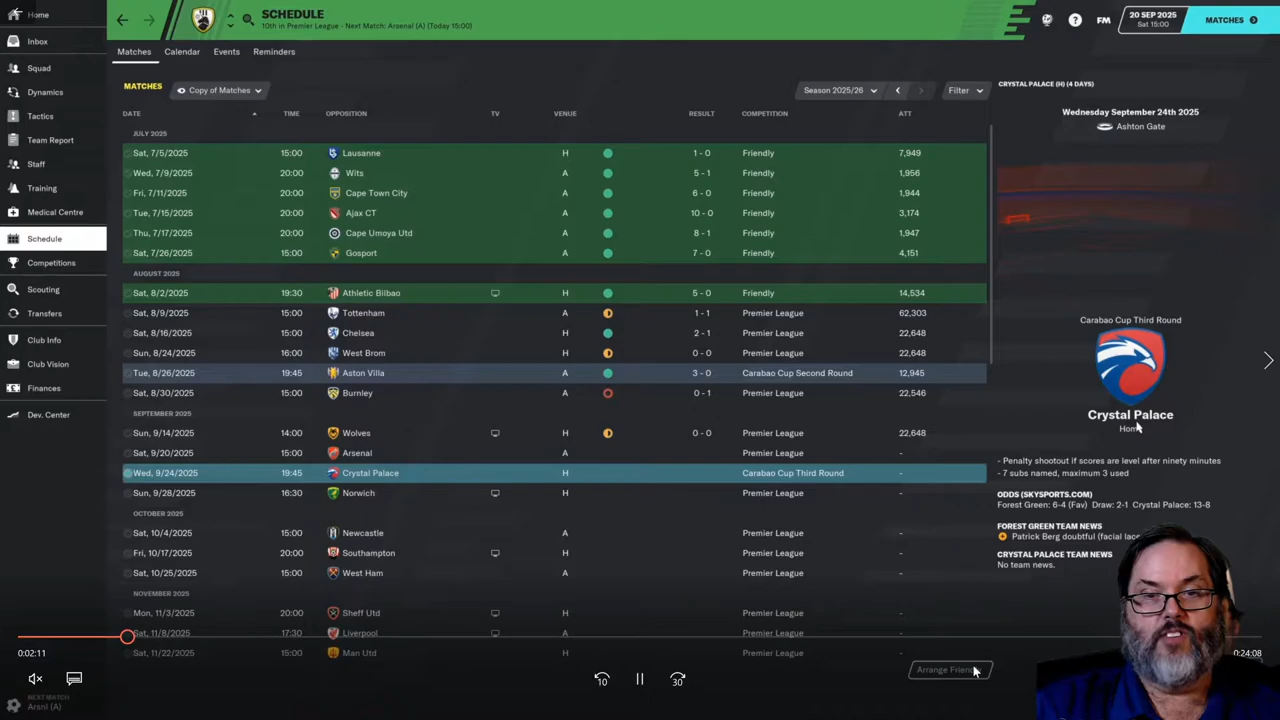 Home
SCHEDULE
10th in Premier League - Next Match: Arsenal (A) (Today 15:00)
?
FM
20 SEP 2025
Sat 15:00
MATCHES
Inbox
Squad
Dynamics
Tactics
Team Report
Staff
Training
Medical Centre
Schedule
Competitions
Scouting
Transfers
Club Info
Club Vision
Finances
Dev. Center
Matches Calendar Events Reminders
MATCHES Copy of Matches Season 2025/26 Filter
DATE TIME OPPOSITION TV VENUE RESULT COMPETITION ATT
JULY 2025
Sat, 7/5/2025 15:00 Lausanne H 1 - 0 Friendly 7,949
Wed, 7/9/2025 20:00 Wits A 5 - 1 Friendly 1,956
Fri, 7/11/2025 20:00 Cape Town City A 6 - 0 Friendly 1,944
Tue, 7/15/2025 20:00 Ajax CT A 10 - 0 Friendly 3,174
Thu, 7/17/2025 20:00 Cape Umoya Utd A 8 - 1 Friendly 1,947
Sat, 7/26/2025 15:00 Gosport A 7 - 0 Friendly 4,151
AUGUST 2025
Sat, 8/2/2025 19:30 Athletic Bilbao H 5 - 0 Friendly 14,534
Sat, 8/9/2025 15:00 Tottenham A 1 - 1 Premier League 62,303
Sat, 8/16/2025 15:00 Chelsea H 2 - 1 Premier League 22,648
Sun, 8/24/2025 16:00 West Brom H 0 - 0 Premier League 22,648
Tue, 8/26/2025 19:45 Aston Villa A 3 - 0 Carabao Cup Second Round 12,945
Sat, 8/30/2025 15:00 Burnley A 0 - 1 Premier League 22,546
SEPTEMBER 2025
Sun, 9/14/2025 14:00 Wolves H 0 - 0 Premier League 22,648
Sat, 9/20/2025 15:00 Arsenal A Premier League -
Wed, 9/24/2025 19:45 Crystal Palace H Carabao Cup Third Round -
Sun, 9/28/2025 16:30 Norwich H Premier League -
OCTOBER 2025
Sat, 10/4/2025 15:00 Newcastle A Premier League -
Fri, 10/17/2025 20:00 Southampton H Premier League -
Sat, 10/25/2025 15:00 West Ham A Premier League -
NOVEMBER 2025
Mon, 11/3/2025 20:00 Sheff Utd H Premier League -
Sat, 11/8/2025 17:30 Liverpool A Premier League -
Sat, 11/22/2025 15:00 Man Utd H Premier League -
CRYSTAL PALACE (H) (4 DAYS)
Wednesday September 24th 2025
Ashton Gate
Carabao Cup Third Round
Crystal Palace
Home
- Penalty shootout if scores are level after ninety minutes
- 7 subs named, maximum 3 used
ODDS (SKYSPORTS.COM)
Forest Green: 6-4 (Fav) Draw: 2-1 Crystal Palace: 13-8
FOREST GREEN TEAM NEWS
Patrick Berg doubtful (facial
CRYSTAL PALACE TEAM NEWS
No team news.
0:02:11
0:24:08
Arrange
10
30
NEXT MATCH
Arsnl (A)